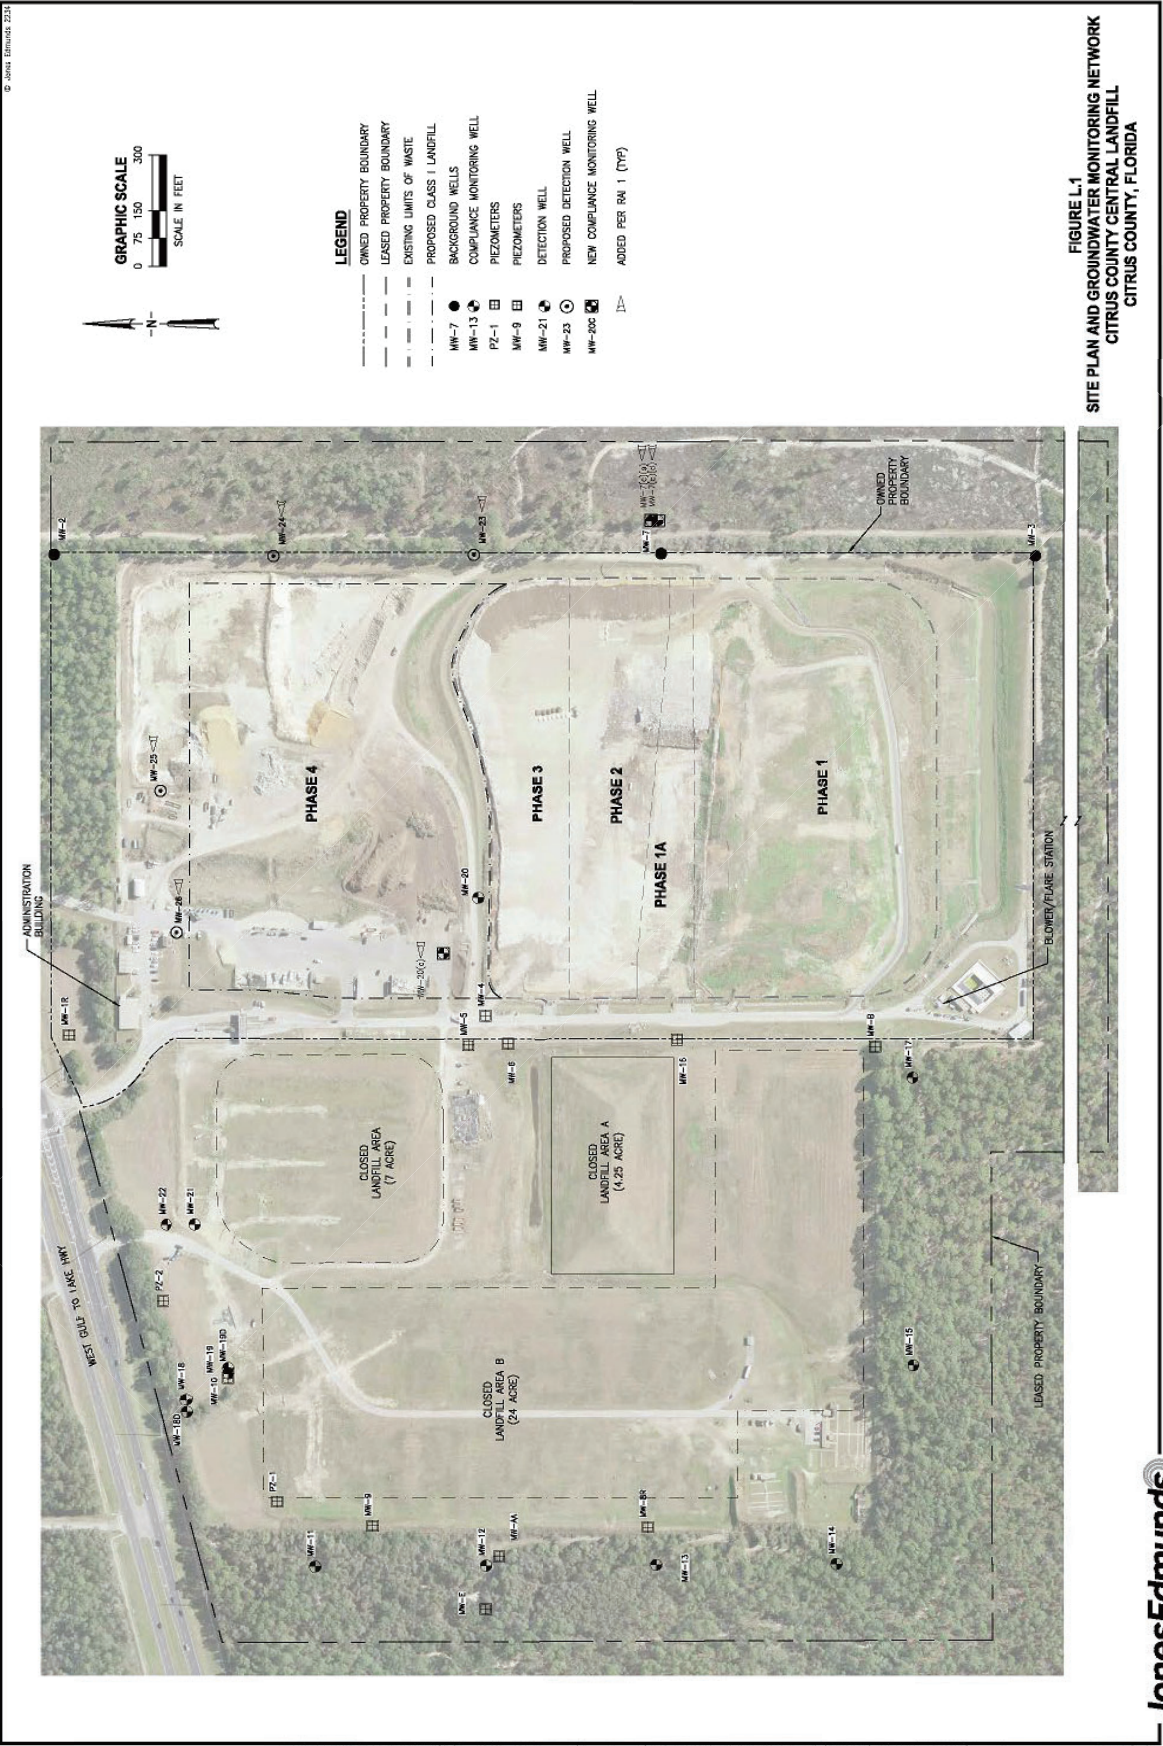 © Jones Edmunds 2234
GRAPHIC SCALE
0 75 150 300
SCALE IN FEET
-N-
LEGEND
OWNED PROPERTY BOUNDARY
LEASED PROPERTY BOUNDARY
EXISTING LIMITS OF WASTE
PROPOSED CLASS I LANDFILL
MW-7 BACKGROUND WELLS
MW-13 COMPLIANCE MONITORING WELL
PZ-1 PIEZOMETERS
MW-9 PIEZOMETERS
MW-21 DETECTION WELL
MW-23 PROPOSED DETECTION WELL
MW-20C NEW COMPLIANCE MONITORING WELL
ADDED PER RAI 1 (TYP)
ADMINISTRATION
BUILDING
WEST GULF TO LAKE HWY
MW-1R
MW-2
MW-26
MW-25
MW-24
MW-23
PHASE 4
MW-20(c)
MW-20
MW-4
MW-5
MW-6
PHASE 3
PHASE 2
PHASE 1A
PHASE 1
MW-7
MW-3
OWNED
PROPERTY
BOUNDARY
BLOWER/FLARE STATION
MW-16
MW-B
MW-17
MW-22
MW-21
PZ-2
CLOSED
LANDFILL AREA
(7 ACRE)
CLOSED
LANDFILL AREA A
(4.25 ACRE)
MW-18D
MW-18
MW-10
MW-19
MW-19D
CLOSED
LANDFILL AREA B
(24 ACRE)
MW-15
LEASED PROPERTY BOUNDARY
PZ-1
MW-9
MW-11
MW-12
MW-AA
MW-E
MW-8R
MW-13
MW-14
FIGURE L.1
SITE PLAN AND GROUNDWATER MONITORING NETWORK
CITRUS COUNTY CENTRAL LANDFILL
CITRUS COUNTY, FLORIDA
JonesEdmunds